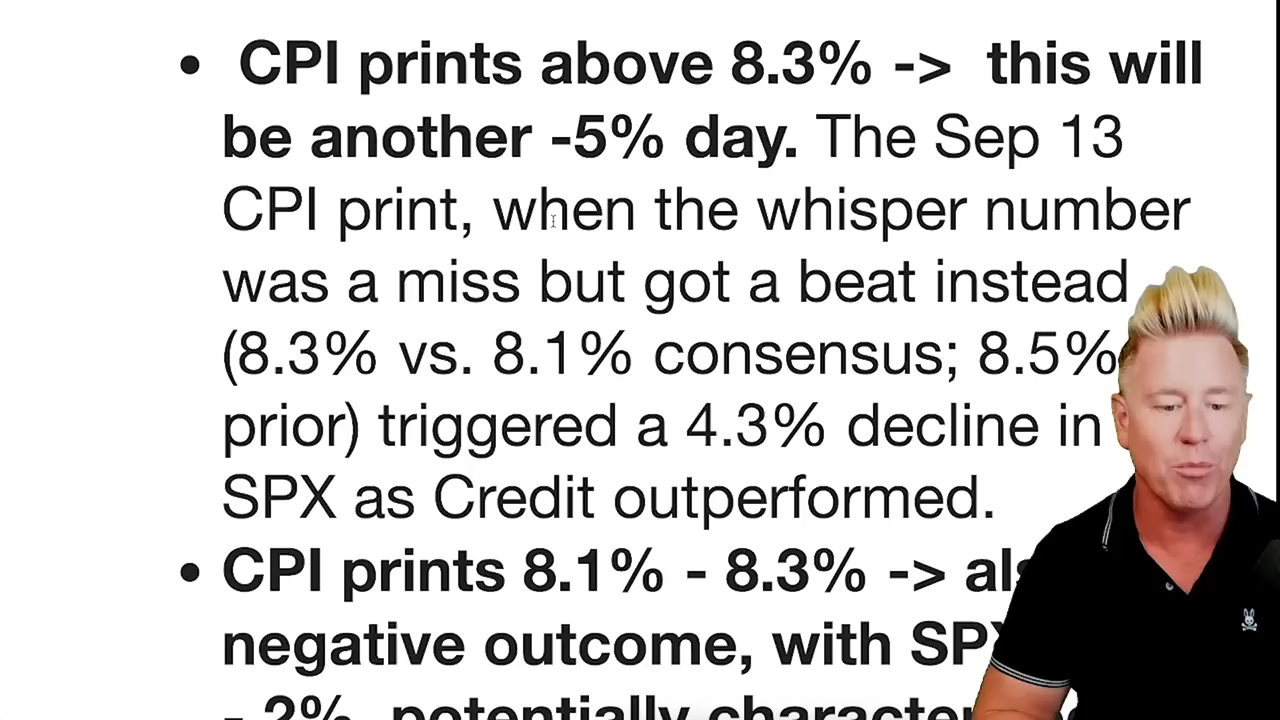 • CPI prints above 8.3% -> this will
be another -5% day. The Sep 13
CPI print, when the whisper number
was a miss but got a beat instead
(8.3% vs. 8.1% consensus; 8.5%
prior) triggered a 4.3% decline in
SPX as Credit outperformed.
• CPI prints 8.1% - 8.3% ->
negative outcome, with
- 2%, potentially